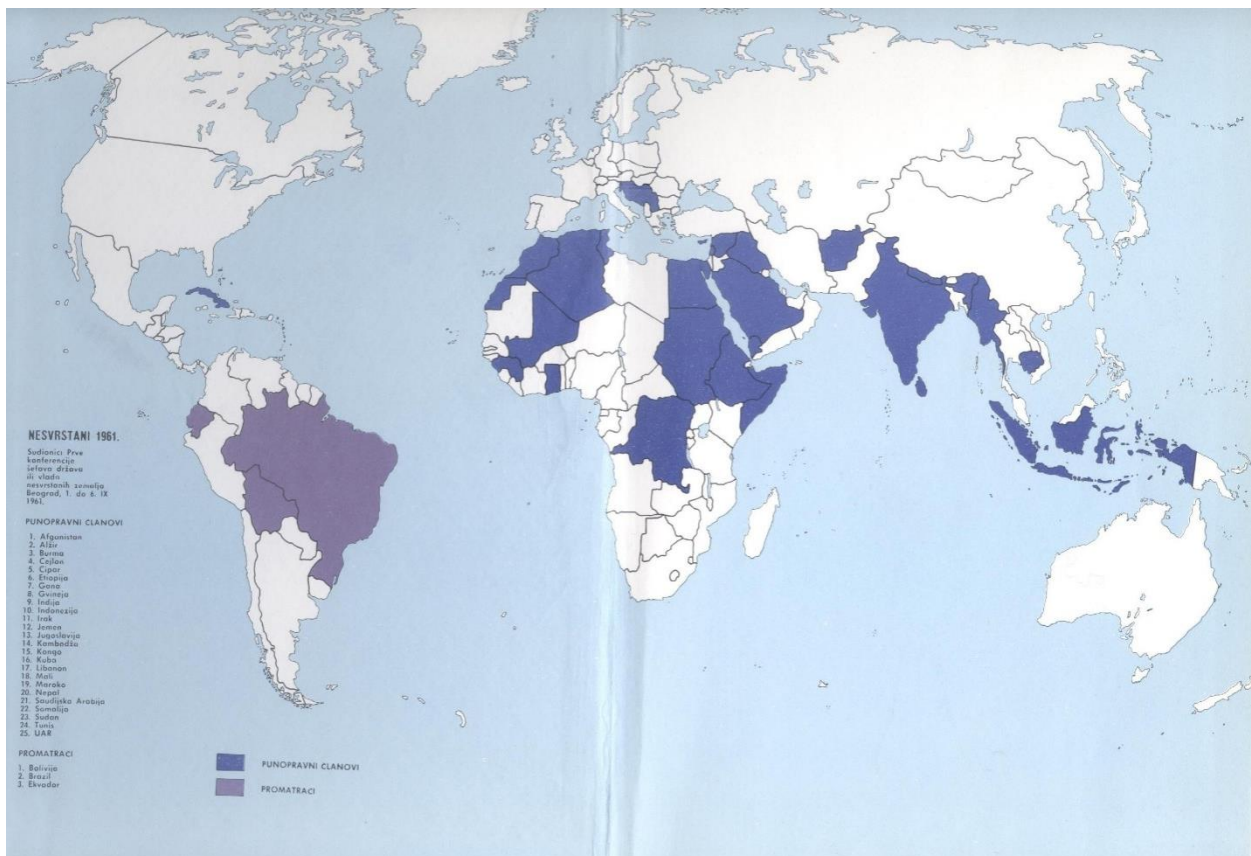 NESVRSTANI 1961.
Sudionici Prve
konferencije
šefova država
ili vlada
nesvrstanih zemalja
Beograd, 1. do 6. IX
1961.
PUNOPRAVNI CLANOVI
1. Afganistan
2. Alžir
3. Burma
4. Cejlon
5. Cipar
6. Etiopija
7. Gana
8. Gvineja
9. Indija
10. Indonezija
11. Irak
12. Jemen
13. Jugoslavija
14. Kambodža
15. Kongo
16. Kuba
17. Libanon
18. Mali
19. Maroko
20. Nepal
21. Saudijska Arabija
22. Somalija
23. Sudan
24. Tunis
25. UAR
PROMATRACI
1. Bolivija
2. Brazil
3. Ekvador
PUNOPRAVNI CLANOVI
PROMATRACI